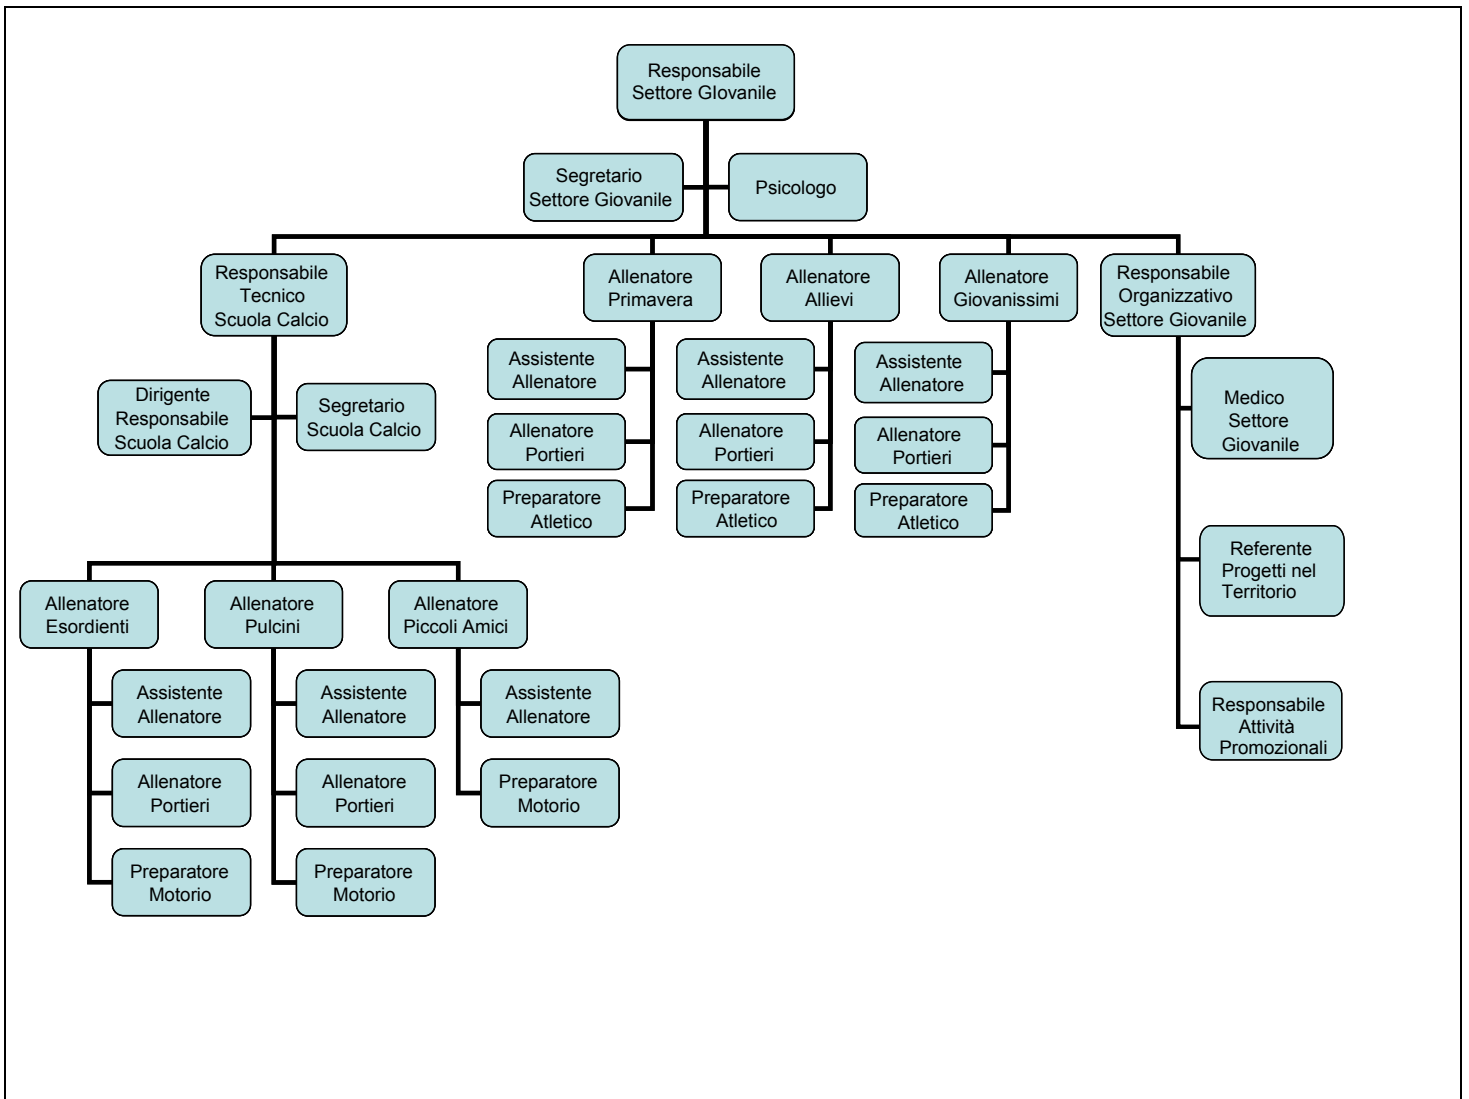 Responsabile
Settore GIovanile
Segretario
Settore Giovanile
Psicologo
Responsabile
Tecnico
Scuola Calcio
Allenatore
Primavera
Allenatore
Allievi
Allenatore
Giovanissimi
Responsabile
Organizzativo
Settore Giovanile
Dirigente
Responsabile
Scuola Calcio
Segretario
Scuola Calcio
Assistente
Allenatore
Allenatore
Portieri
Preparatore
Atletico
Assistente
Allenatore
Allenatore
Portieri
Preparatore
Atletico
Assistente
Allenatore
Allenatore
Portieri
Preparatore
Atletico
Medico
Settore
Giovanile
Referente
Progetti nel
Territorio
Responsabile
Attività
Promozionali
Allenatore
Esordienti
Allenatore
Pulcini
Allenatore
Piccoli Amici
Assistente
Allenatore
Allenatore
Portieri
Preparatore
Motorio
Assistente
Allenatore
Allenatore
Portieri
Preparatore
Motorio
Assistente
Allenatore
Preparatore
Motorio